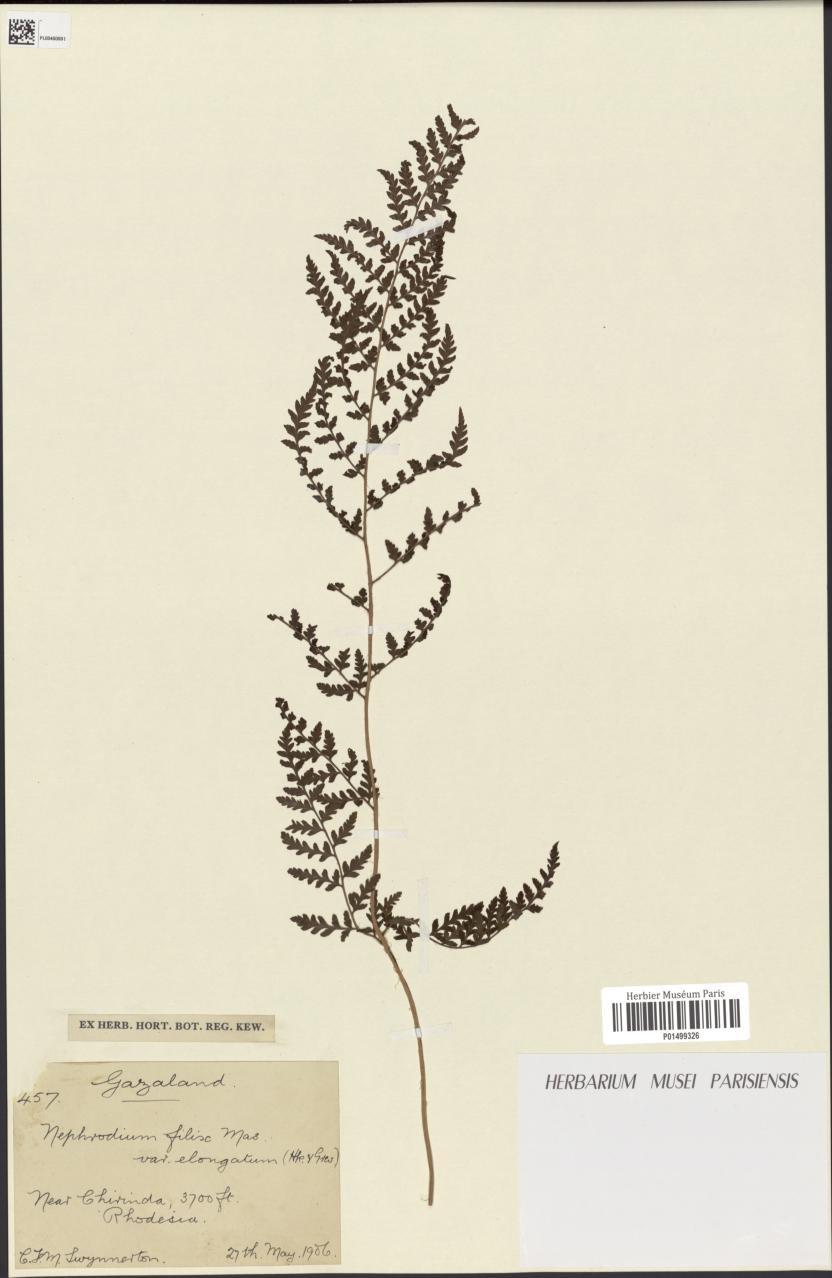 EX HERB. HORT. BOT. REG. KEW.
Herbier Muséum Paris
P01499326
HERBARIUM MUSEI PARISIENSIS
Gazaland.
457.
Nephrodium filix Mas.
var. elongatum (Hk. & Grev)
Near Chirinda, 3700 ft.
Rhodesia.
C.F.M. Swynnerton. 27th. May. 1906.